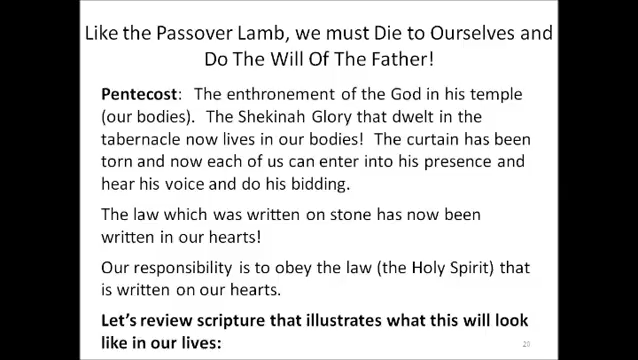 Like the Passover Lamb, we must Die to Ourselves and
Do The Will Of The Father!
Pentecost: The enthronement of the God in his temple
(our bodies). The Shekinah Glory that dwelt in the
tabernacle now lives in our bodies! The curtain has been
torn and now each of us can enter into his presence and
hear his voice and do his bidding.
The law which was written on stone has now been
written in our hearts!
Our responsibility is to obey the law (the Holy Spirit) that
is written on our hearts.
Let's review scripture that illustrates what this will look
like in our lives: